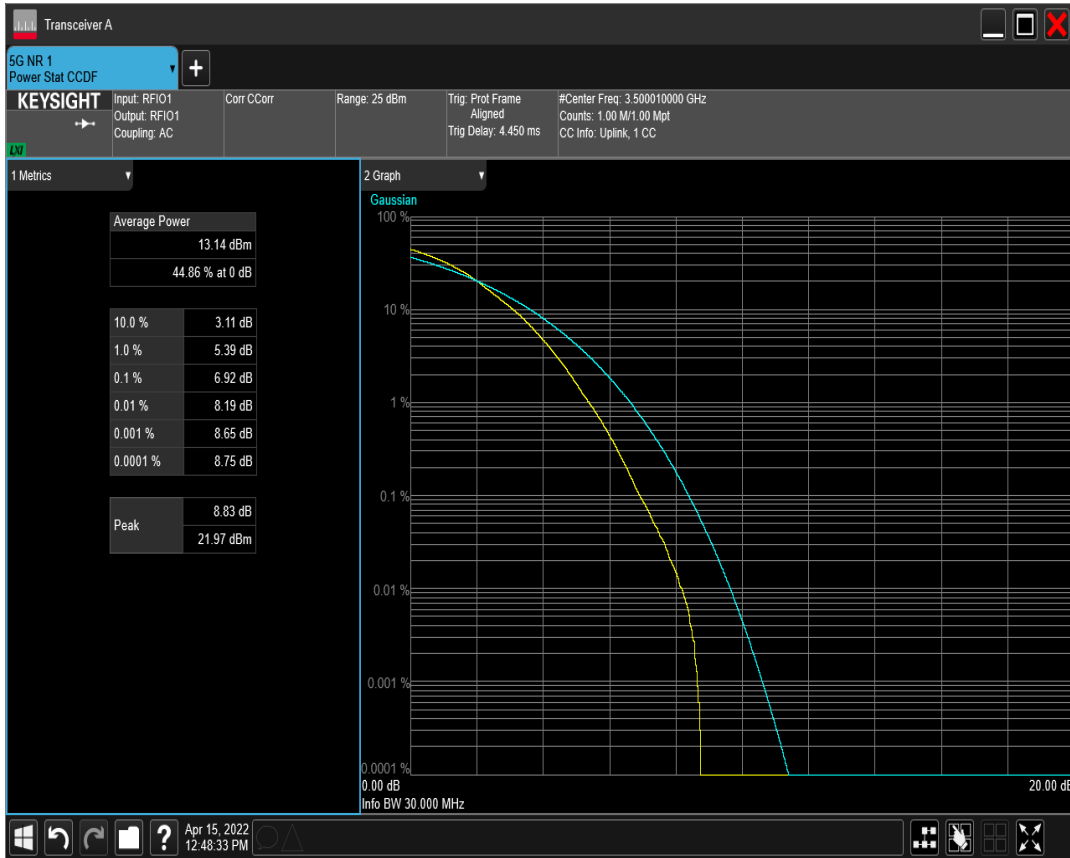 Transceiver A
5G NR 1
Power Stat CCDF
KEYSIGHT
LXI
Input: RFIO1
Output: RFIO1
Coupling: AC
Corr CCorr
Range: 25 dBm
Trig: Prot Frame
Aligned
Trig Delay: 4.450 ms
#Center Freq: 3.500010000 GHz
Counts: 1.00 M/1.00 Mpt
CC Info: Uplink, 1 CC
1 Metrics
Average Power
13.14 dBm
44.86 % at 0 dB
10.0 % 3.11 dB
1.0 % 5.39 dB
0.1 % 6.92 dB
0.01 % 8.19 dB
0.001 % 8.65 dB
0.0001 % 8.75 dB
Peak
8.83 dB
21.97 dBm
2 Graph
Gaussian
100 %
10 %
1 %
0.1 %
0.01 %
0.001 %
0.0001 %
0.00 dB 20.00 dB
Info BW 30.000 MHz
?
Apr 15, 2022
12:48:33 PM